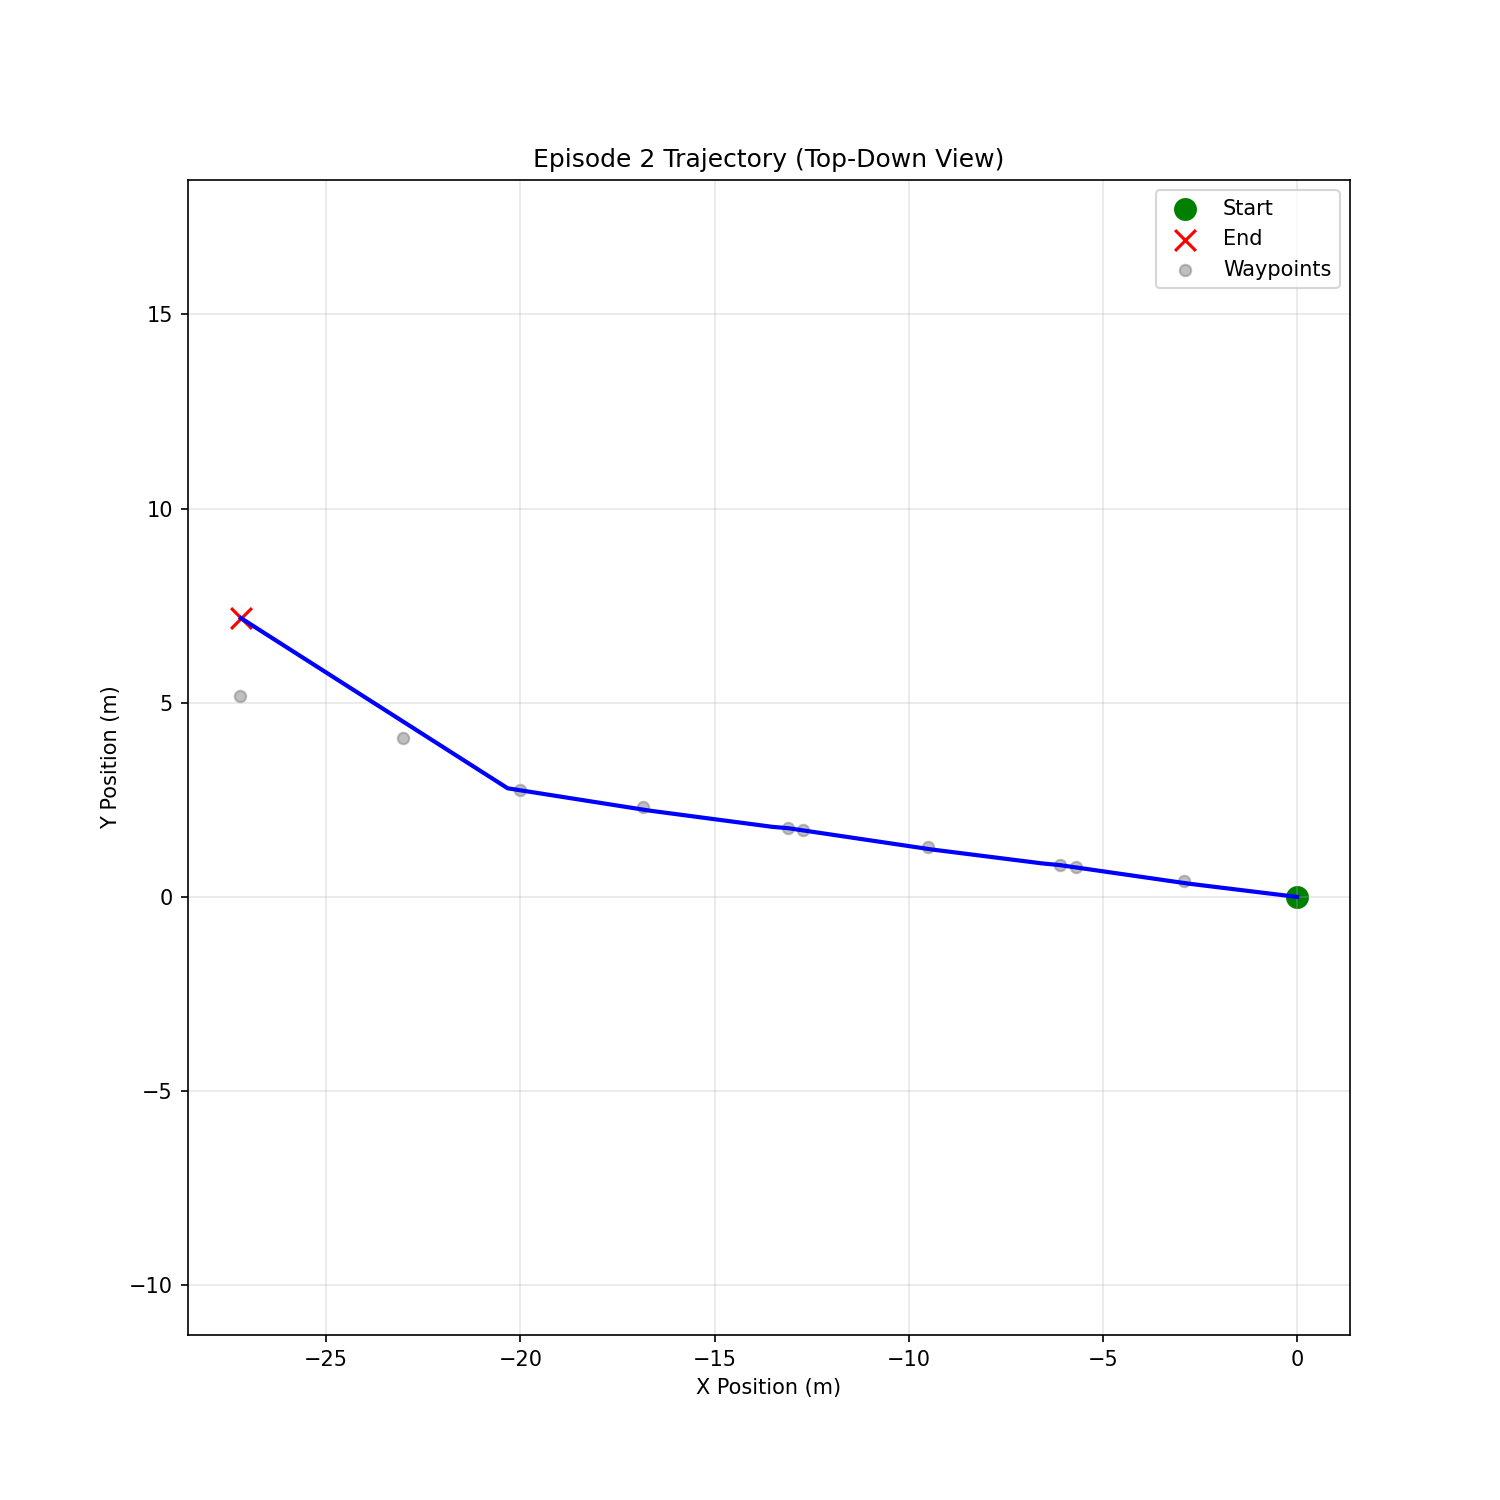 Episode 2 Trajectory (Top-Down View)
Start
End
Waypoints
15
10
5
0
−5
−10
Y Position (m)
−25
−20
−15
−10
−5
0
X Position (m)